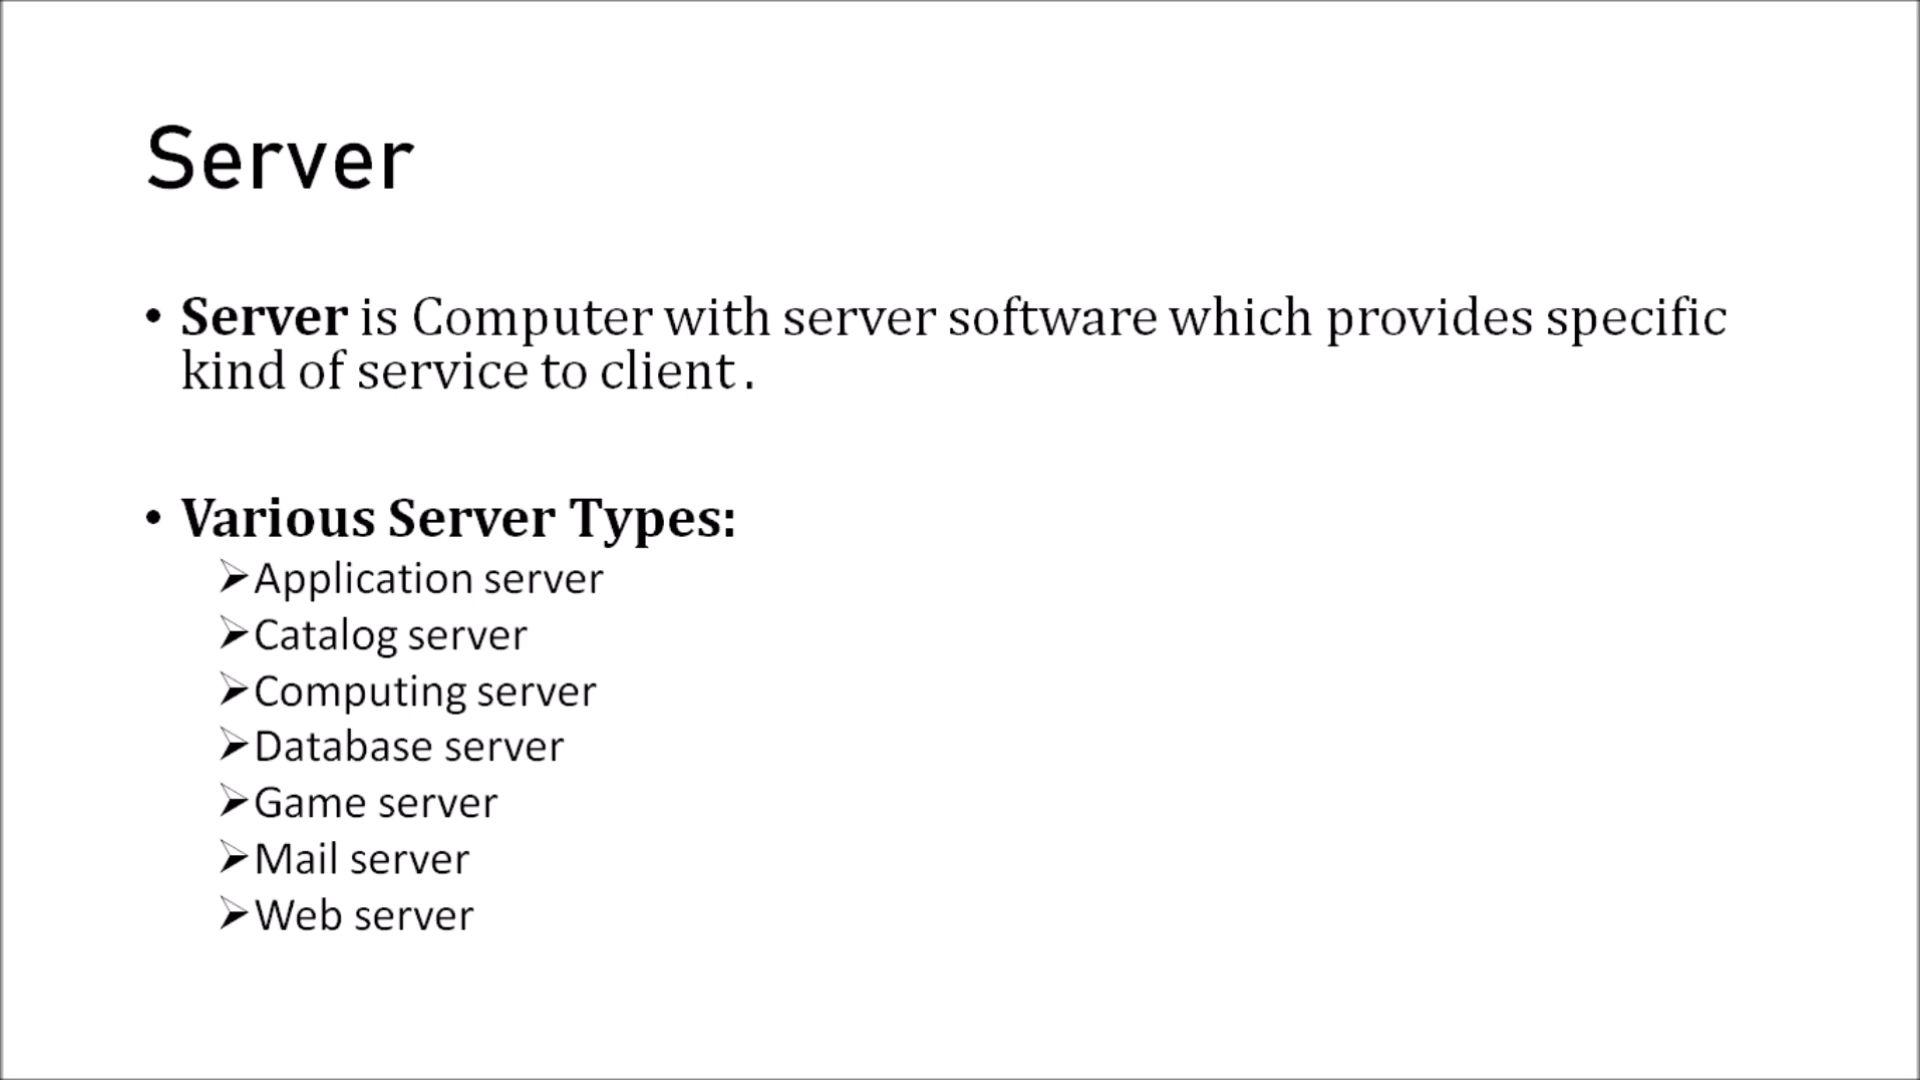 Server
• Server is Computer with server software which provides specific
kind of service to client .
• Various Server Types:
➢Application server
➢Catalog server
➢Computing server
➢Database server
➢Game server
➢Mail server
➢Web server